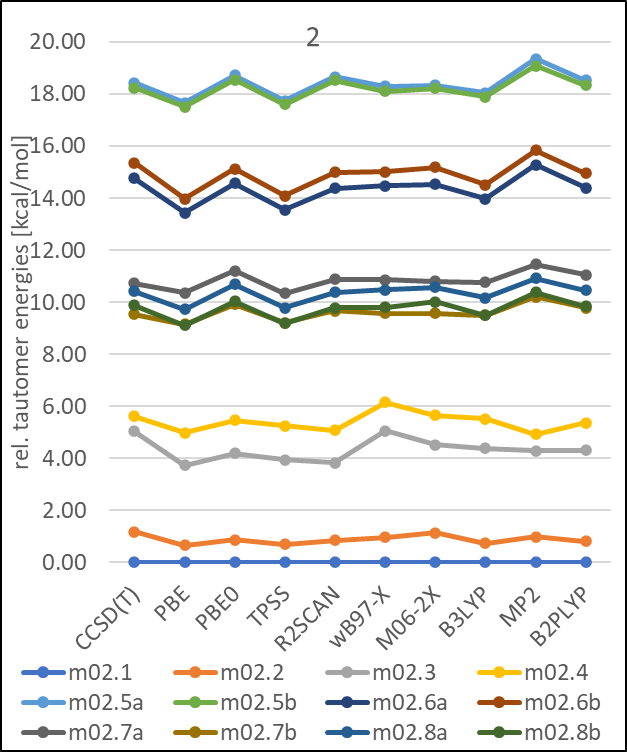 2
rel. tautomer energies [kcal/mol]
20.00
18.00
16.00
14.00
12.00
10.00
8.00
6.00
4.00
2.00
0.00
CCSD(T) PBE PBE0 TPSS R2SCAN wB97-X M06-2X B3LYP MP2 B2PLYP
m02.1 m02.2 m02.3 m02.4
m02.5a m02.5b m02.6a m02.6b
m02.7a m02.7b m02.8a m02.8b